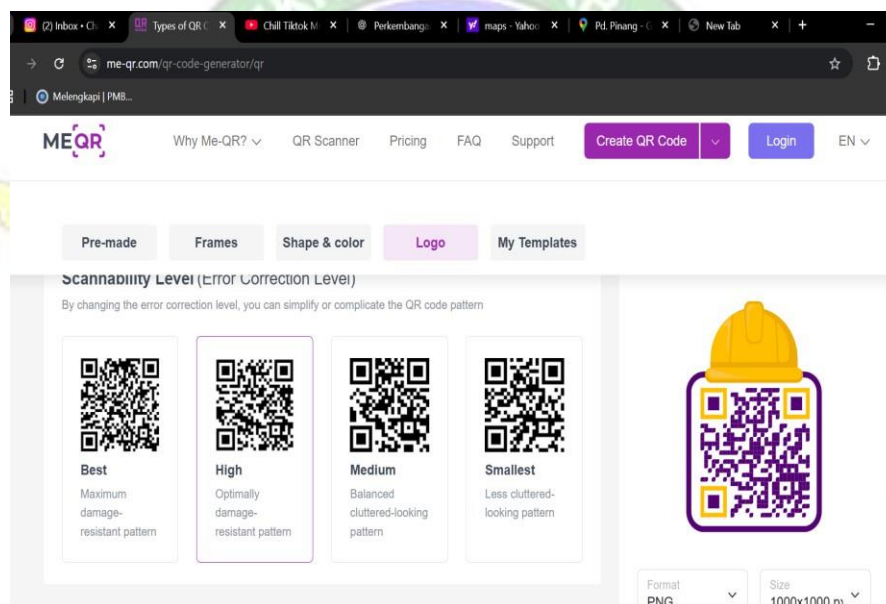 (2) Inbox • Ch
Types of QR C
Chill Tiktok M
Perkembanga
maps - Yahoo
Pd. Pinang - G
New Tab
me-qr.com/qr-code-generator/qr
Melengkapi | PMB...
MEQR
Why Me-QR?
QR Scanner
Pricing
FAQ
Support
Create QR Code
Login
EN
Pre-made
Frames
Shape & color
Logo
My Templates
Scannability Level (Error Correction Level)
By changing the error correction level, you can simplify or complicate the QR code pattern
Best
Maximum
damage-
resistant pattern
High
Optimally
damage-
resistant pattern
Medium
Balanced
cluttered-looking
pattern
Smallest
Less cluttered-
looking pattern
Format
PNG
Size
1000x1000 px